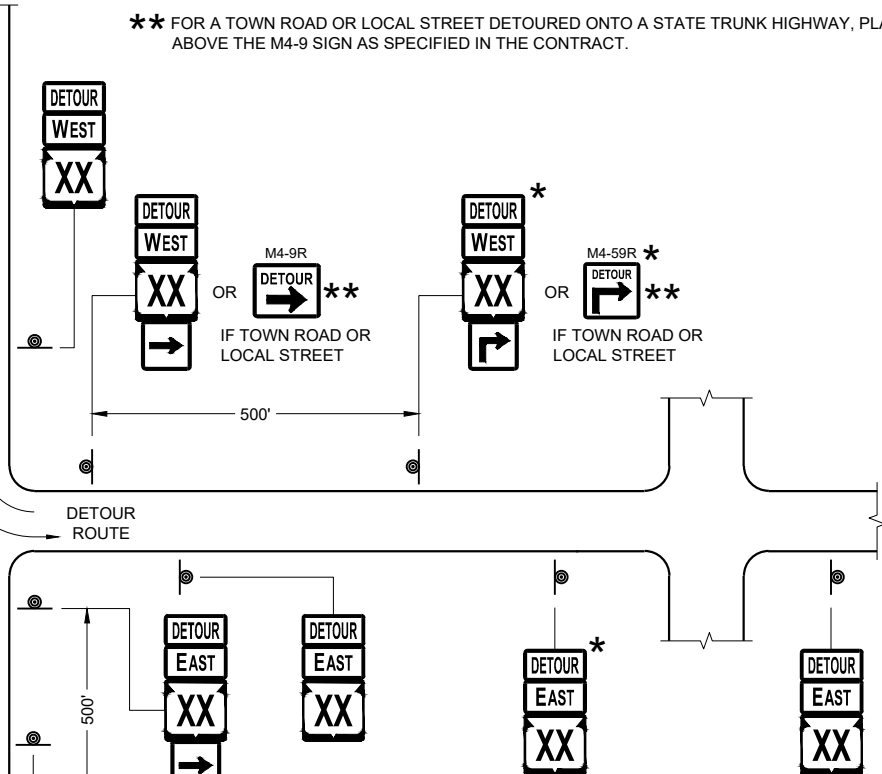 ** FOR A TOWN ROAD OR LOCAL STREET DETOURED ONTO A STATE TRUNK HIGHWAY,
ABOVE THE M4-9 SIGN AS SPECIFIED IN THE CONTRACT.
DETOUR
WEST
XX
DETOUR
WEST
XX
OR
M4-9R
DETOUR
**
IF TOWN ROAD OR
LOCAL STREET
DETOUR *
WEST
XX
OR
M4-59R *
DETOUR
**
IF TOWN ROAD OR
LOCAL STREET
500'
DETOUR
ROUTE
500'
DETOUR
EAST
XX
DETOUR
EAST
XX
DETOUR *
EAST
XX
DETOUR
EAST
XX